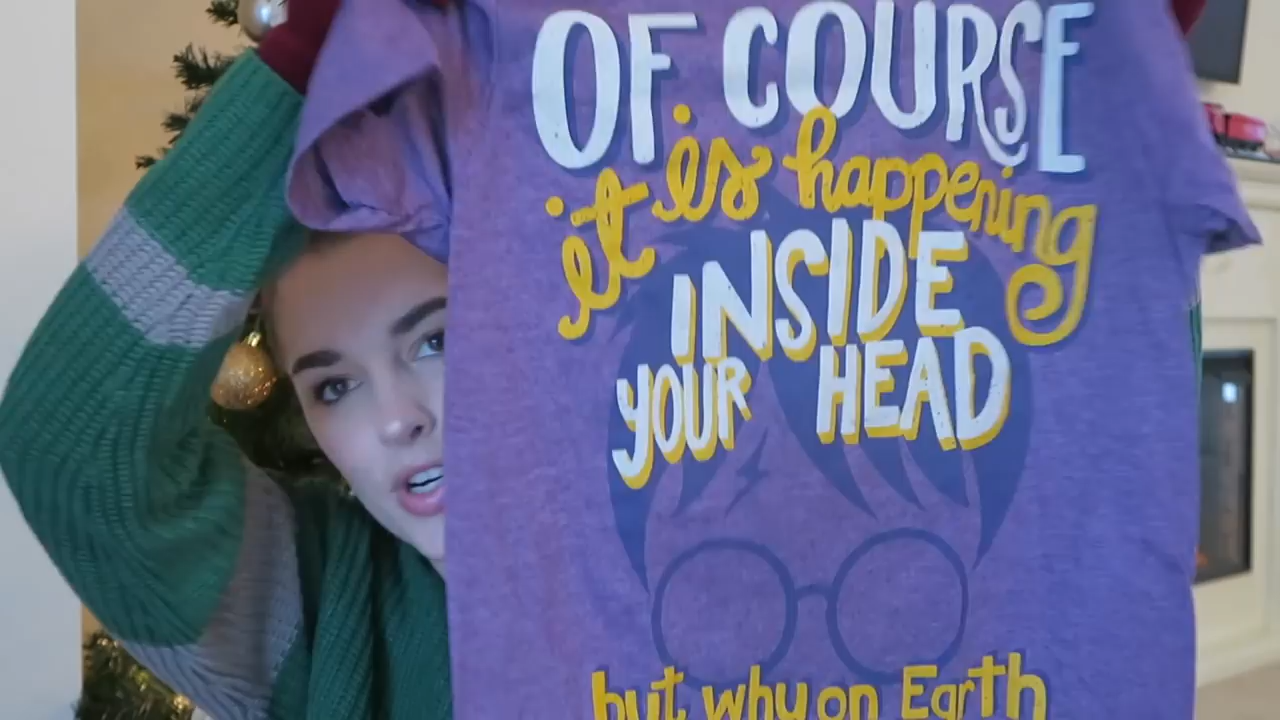 OF COURSE
it is happening
INSIDE
YOUR HEAD
but why on Earth